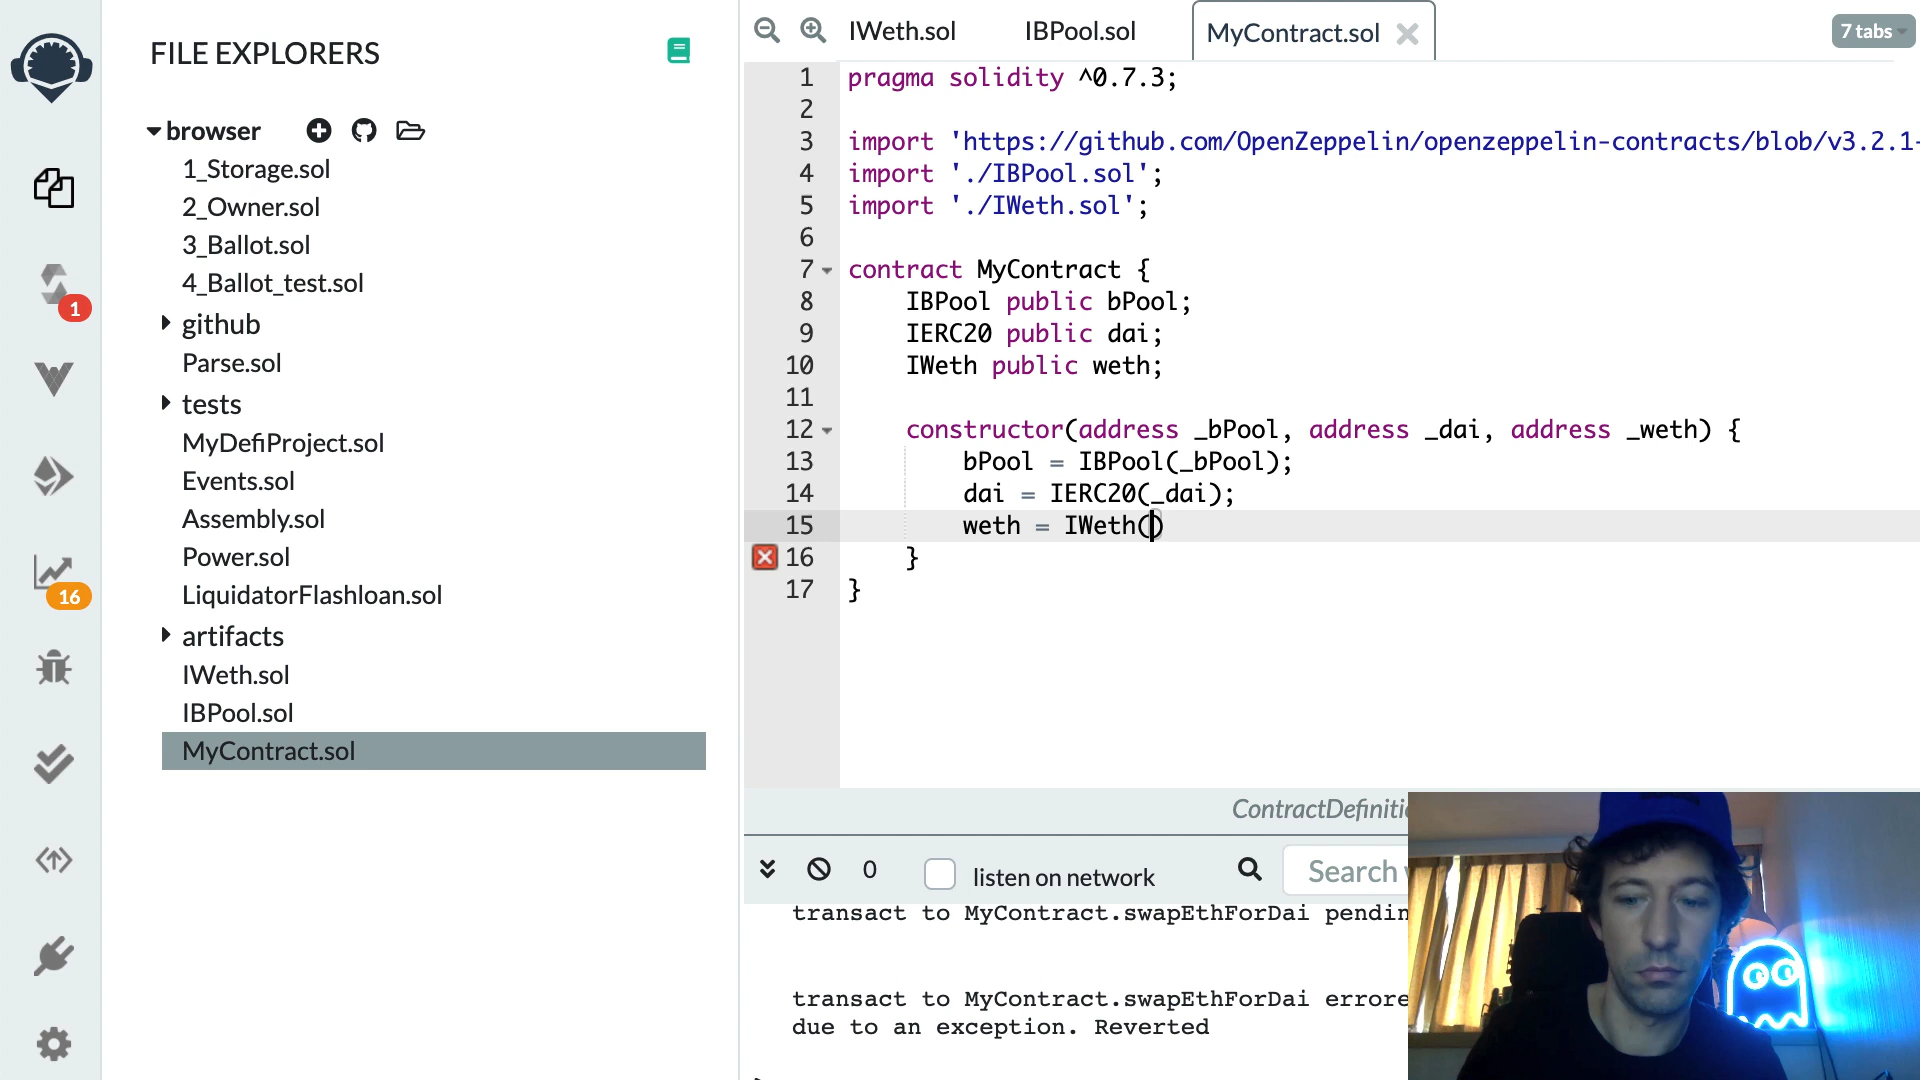 FILE EXPLORERS
browser
1_Storage.sol
2_Owner.sol
3_Ballot.sol
4_Ballot_test.sol
github
Parse.sol
tests
MyDefiProject.sol
Events.sol
Assembly.sol
Power.sol
LiquidatorFlashloan.sol
artifacts
IWeth.sol
IBPool.sol
MyContract.sol
1
16
IWeth.sol IBPool.sol MyContract.sol 7 tabs
1 pragma solidity ^0.7.3;
2
3 import 'https://github.com/OpenZeppelin/openzeppelin-contracts/blob/v3.2.1-
4 import './IBPool.sol';
5 import './IWeth.sol';
6
7 contract MyContract {
8 IBPool public bPool;
9 IERC20 public dai;
10 IWeth public weth;
11
12 constructor(address _bPool, address _dai, address _weth) {
13 bPool = IBPool(_bPool);
14 dai = IERC20(_dai);
15 weth = IWeth()
16 }
17 }
ContractDefiniti
0 listen on network Search
transact to MyContract.swapEthForDai pendin
transact to MyContract.swapEthForDai errore
due to an exception. Reverted